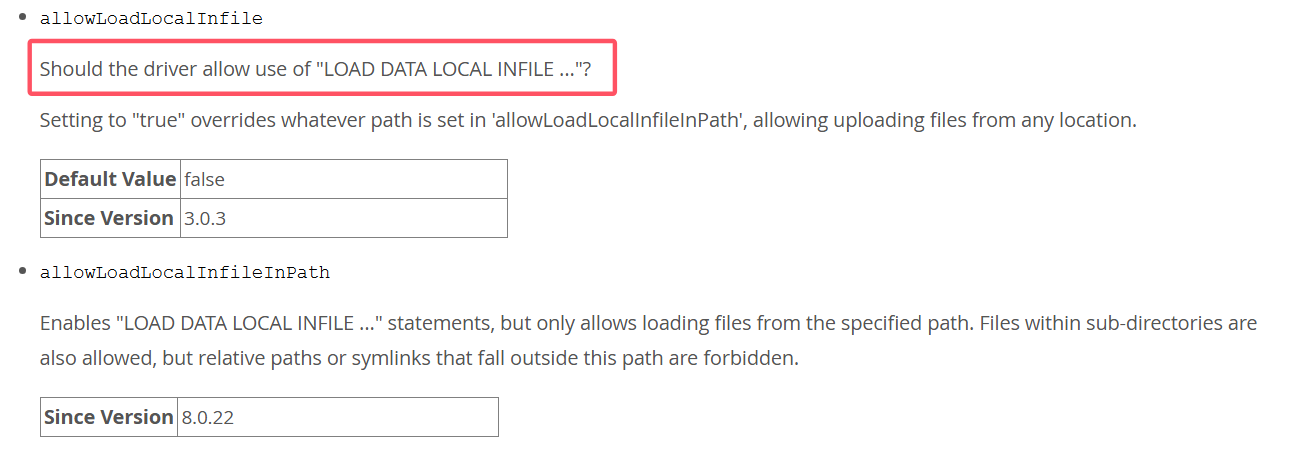 allowLoadLocalInfile
Should the driver allow use of "LOAD DATA LOCAL INFILE ..."?
Setting to "true" overrides whatever path is set in 'allowLoadLocalInfileInPath', allowing uploading files from any location.
Default Value false
Since Version 3.0.3
allowLoadLocalInfileInPath
Enables "LOAD DATA LOCAL INFILE ..." statements, but only allows loading files from the specified path. Files within sub-directories are
also allowed, but relative paths or symlinks that fall outside this path are forbidden.
Since Version 8.0.22